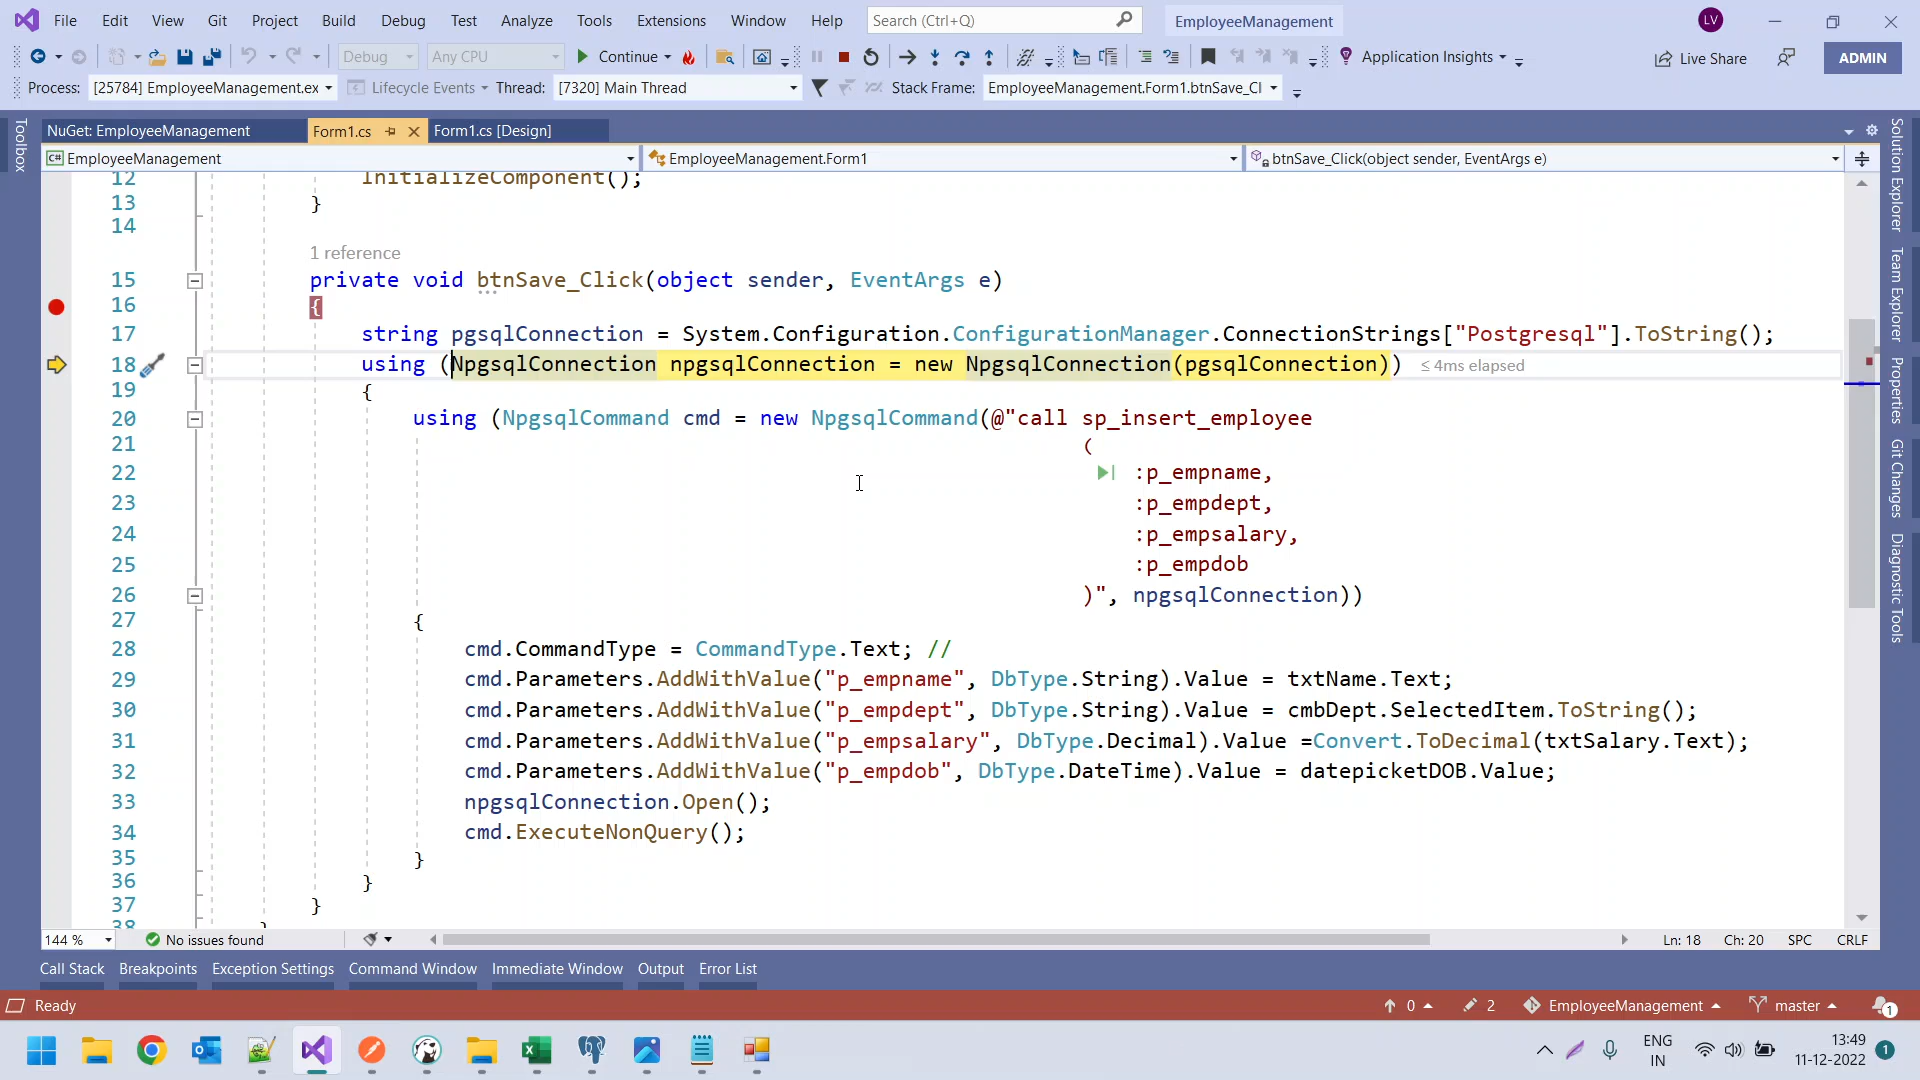 File Edit View Git Project Build Debug Test Analyze Tools Extensions Window Help Search (Ctrl+Q) EmployeeManagement LV
Debug Any CPU Continue Application Insights Live Share ADMIN
Process: [25784] EmployeeManagement.ex Lifecycle Events Thread: [7320] Main Thread Stack Frame: EmployeeManagement.Form1.btnSave_Cl
NuGet: EmployeeManagement Form1.cs Form1.cs [Design]
C# EmployeeManagement EmployeeManagement.Form1 btnSave_Click(object sender, EventArgs e)
Toolbox
12 InitializeComponent();
13 }
14
1 reference
15 private void btnSave_Click(object sender, EventArgs e)
16 {
17 string pgsqlConnection = System.Configuration.ConfigurationManager.ConnectionStrings["Postgresql"].ToString();
18 using (NpgsqlConnection npgsqlConnection = new NpgsqlConnection(pgsqlConnection)) ≤ 4ms elapsed
19 {
20 using (NpgsqlCommand cmd = new NpgsqlCommand(@"call sp_insert_employee
21 (
22 :p_empname,
23 :p_empdept,
24 :p_empsalary,
25 :p_empdob
26 )", npgsqlConnection))
27 {
28 cmd.CommandType = CommandType.Text; //
29 cmd.Parameters.AddWithValue("p_empname", DbType.String).Value = txtName.Text;
30 cmd.Parameters.AddWithValue("p_empdept", DbType.String).Value = cmbDept.SelectedItem.ToString();
31 cmd.Parameters.AddWithValue("p_empsalary", DbType.Decimal).Value =Convert.ToDecimal(txtSalary.Text);
32 cmd.Parameters.AddWithValue("p_empdob", DbType.DateTime).Value = datepicketDOB.Value;
33 npgsqlConnection.Open();
34 cmd.ExecuteNonQuery();
35 }
36 }
37 }
38 }
Solution Explorer
Team Explorer
Properties
Git Changes
Diagnostic Tools
144 % No issues found Ln: 18 Ch: 20 SPC CRLF
Call Stack Breakpoints Exception Settings Command Window Immediate Window Output Error List
Ready 0 2 EmployeeManagement master 1
ENG 13:49
IN 11-12-2022 1